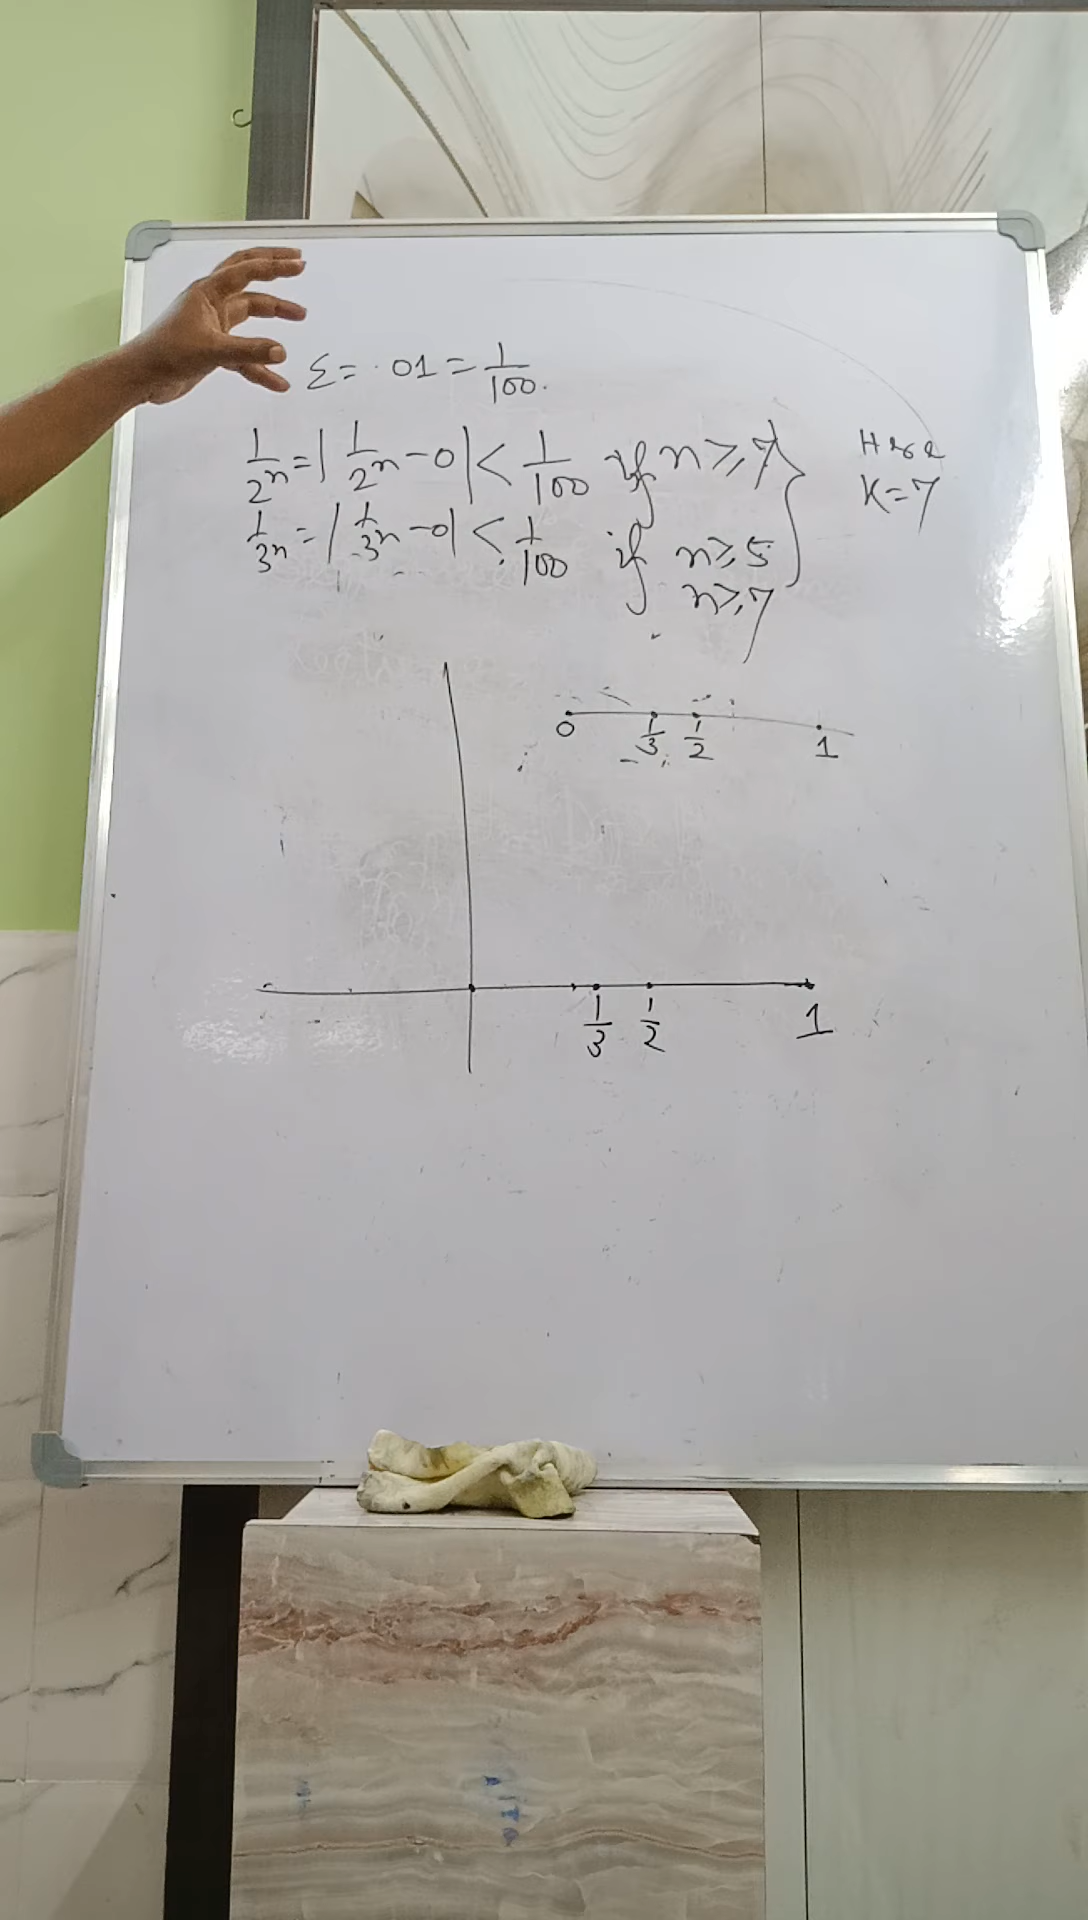 Ɛ = .01 = 1/100.
1/2ⁿ = |1/2ⁿ - 0| < 1/100 if n ≥ 7
1/3ⁿ = |1/3ⁿ - 0| < 1/100 if n ≥ 5
n ≥ 7
Here
K = 7
0 1/3 1/2 1
1/3 1/2 1